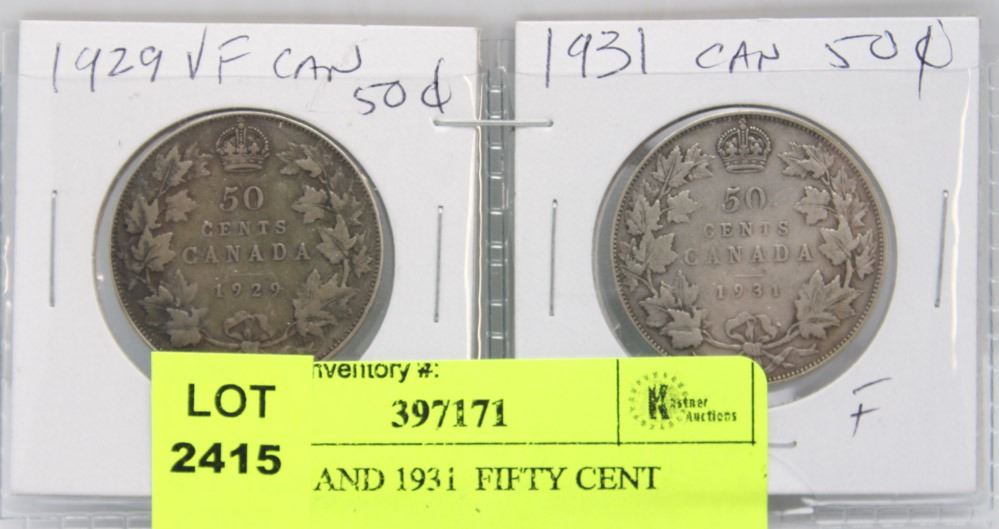 1929 VF CAN
50¢
1931 CAN 50¢
50
CENTS
CANADA
1929
50
CENTS
CANADA
1931
F
LOT
2415
Inventory #:
397171
Kastner
Auctions
AND 1931 FIFTY CENT